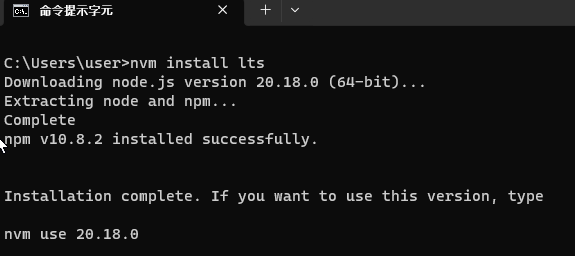 命令提示字元
C:\Users\user>nvm install lts
Downloading node.js version 20.18.0 (64-bit)...
Extracting node and npm...
Complete
npm v10.8.2 installed successfully.
Installation complete. If you want to use this version, type
nvm use 20.18.0